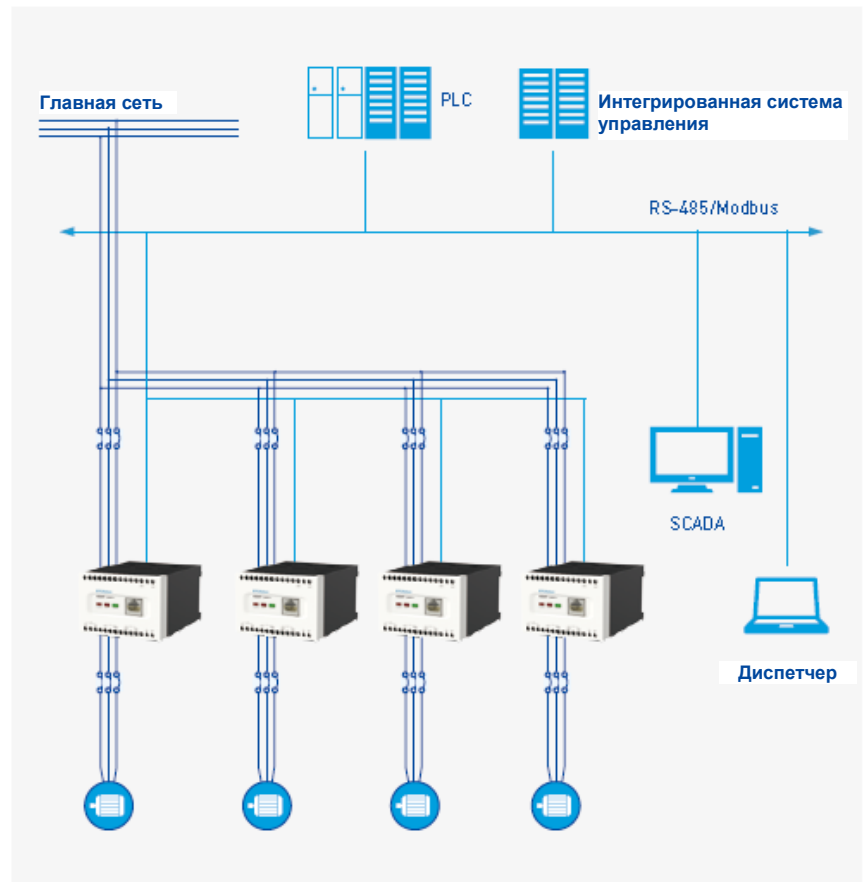 Главная сеть
PLC
Интегрированная система
управления
RS-485/Modbus
SCADA
Диспетчер